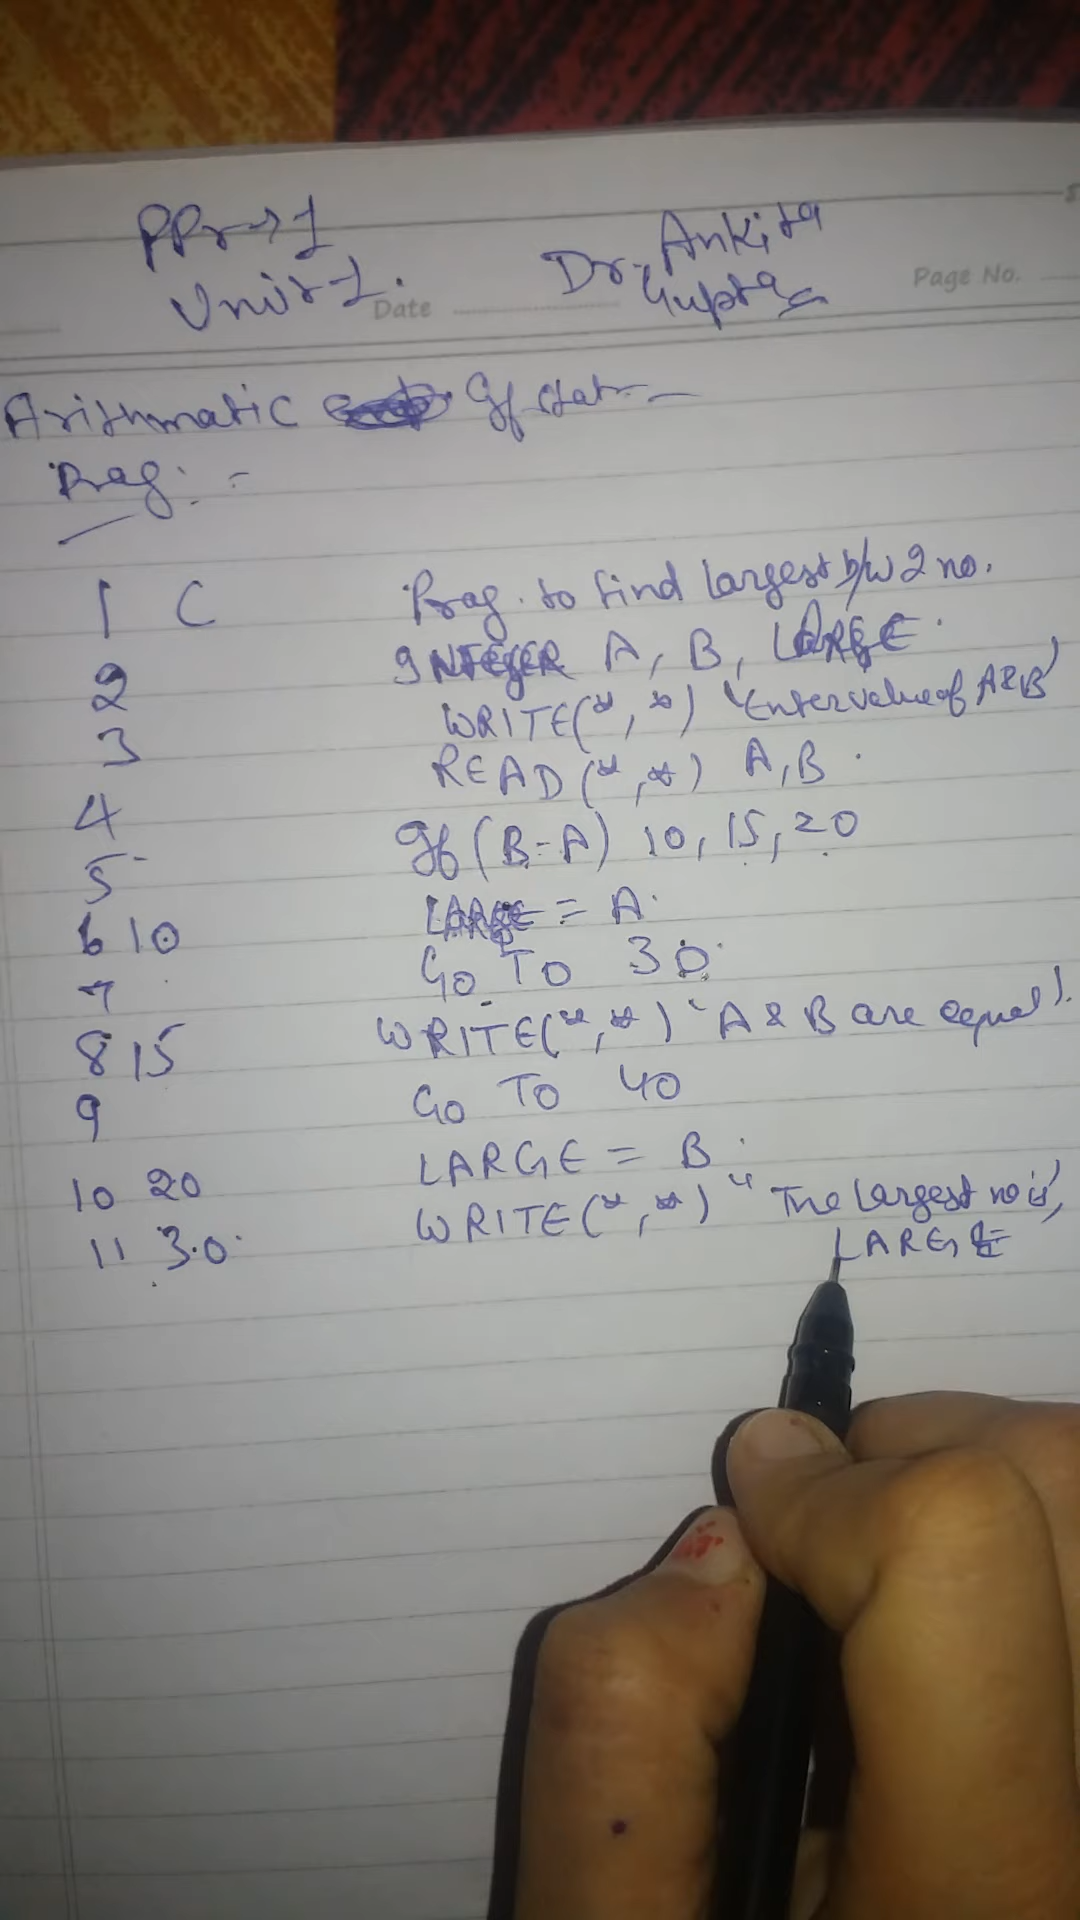 PPr→1
Unit-1.
Dr. Ankita Gupta
Date
Page No.
Arithmatic If stat.-
Prog: -
1 C Prog. to find largest b/w 2 no.
2 INTEGER A, B, LARGE.
3 WRITE(*,*) 'Enter value of A & B'
4 READ(*,*) A,B.
5 If (B-A) 10, 15, 20
6 10 LARGE = A.
7 GO TO 30.
8 15 WRITE(*,*) 'A & B are equal'.
9 GO TO 40
10 20 LARGE = B.
11 30. WRITE(*,*) " The largest no is',
LARGE